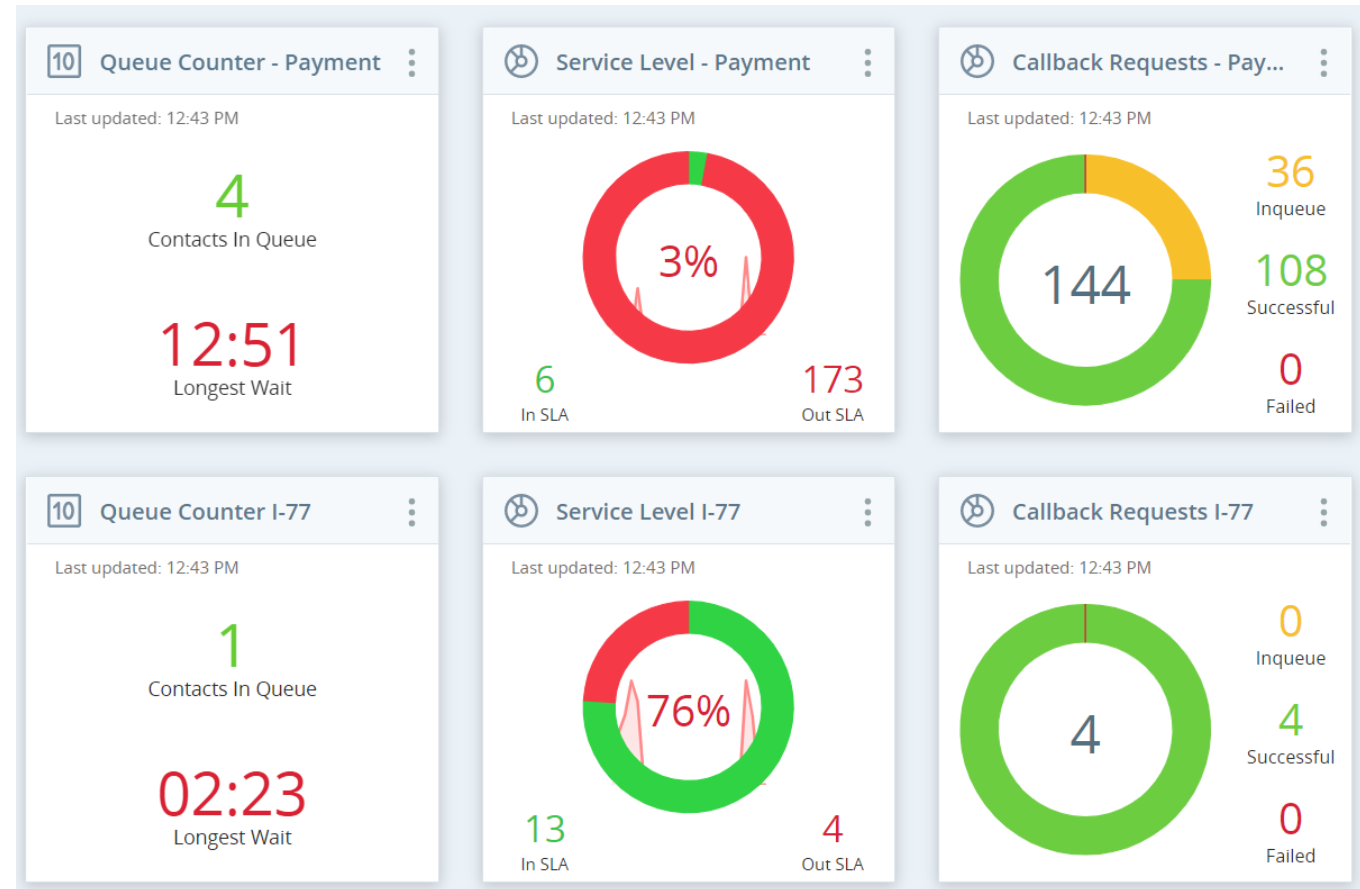 10 Queue Counter - Payment
Last updated: 12:43 PM
4
Contacts In Queue
12:51
Longest Wait
Service Level - Payment
Last updated: 12:43 PM
3%
6
In SLA
173
Out SLA
Callback Requests - Pay...
Last updated: 12:43 PM
144
36
Inqueue
108
Successful
0
Failed
10 Queue Counter I-77
Last updated: 12:43 PM
1
Contacts In Queue
02:23
Longest Wait
Service Level I-77
Last updated: 12:43 PM
76%
13
In SLA
4
Out SLA
Callback Requests I-77
Last updated: 12:43 PM
4
0
Inqueue
4
Successful
0
Failed